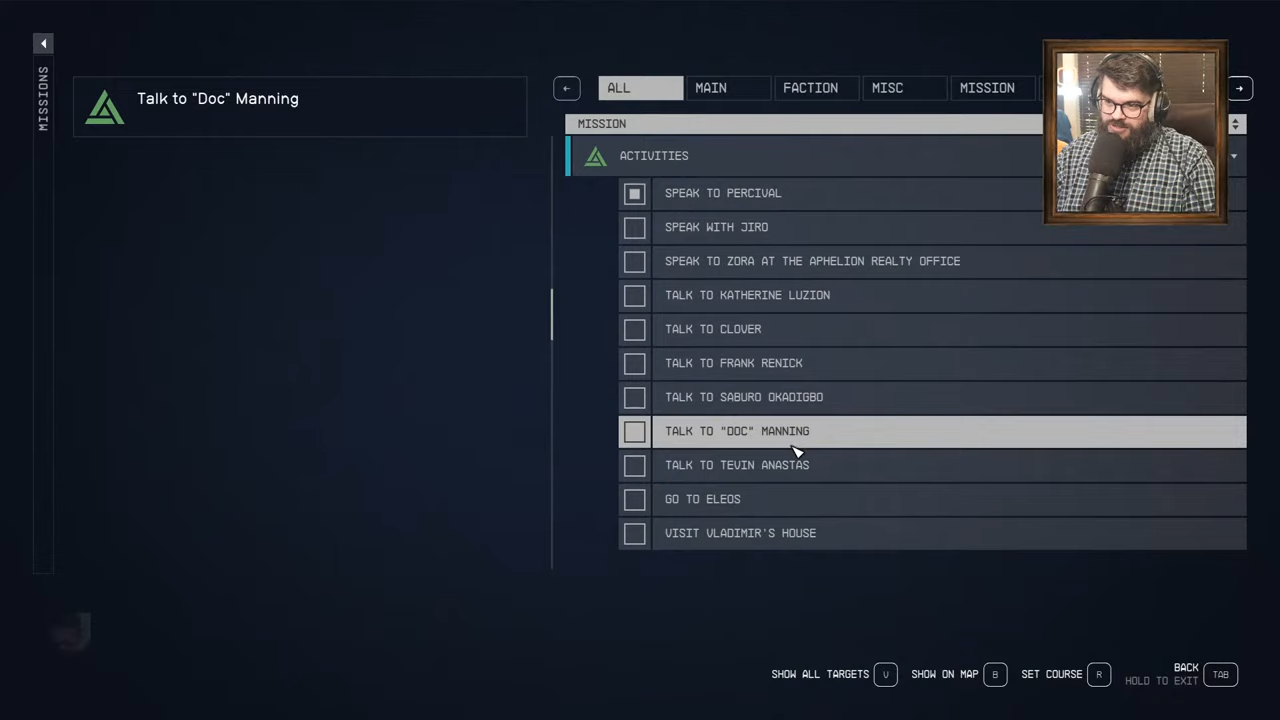 MISSIONS
Talk to "Doc" Manning
ALL
MAIN
FACTION
MISC
MISSION
MISSION
ACTIVITIES
SPEAK TO PERCIVAL
SPEAK WITH JIRO
SPEAK TO ZORA AT THE APHELION REALTY OFFICE
TALK TO KATHERINE LUZION
TALK TO CLOVER
TALK TO FRANK RENICK
TALK TO SABURO OKADIGBO
TALK TO "DOC" MANNING
TALK TO TEVIN ANASTAS
GO TO ELEOS
VISIT VLADIMIR'S HOUSE
SHOW ALL TARGETS V
SHOW ON MAP B
SET COURSE R
BACK
HOLD TO EXIT
TAB